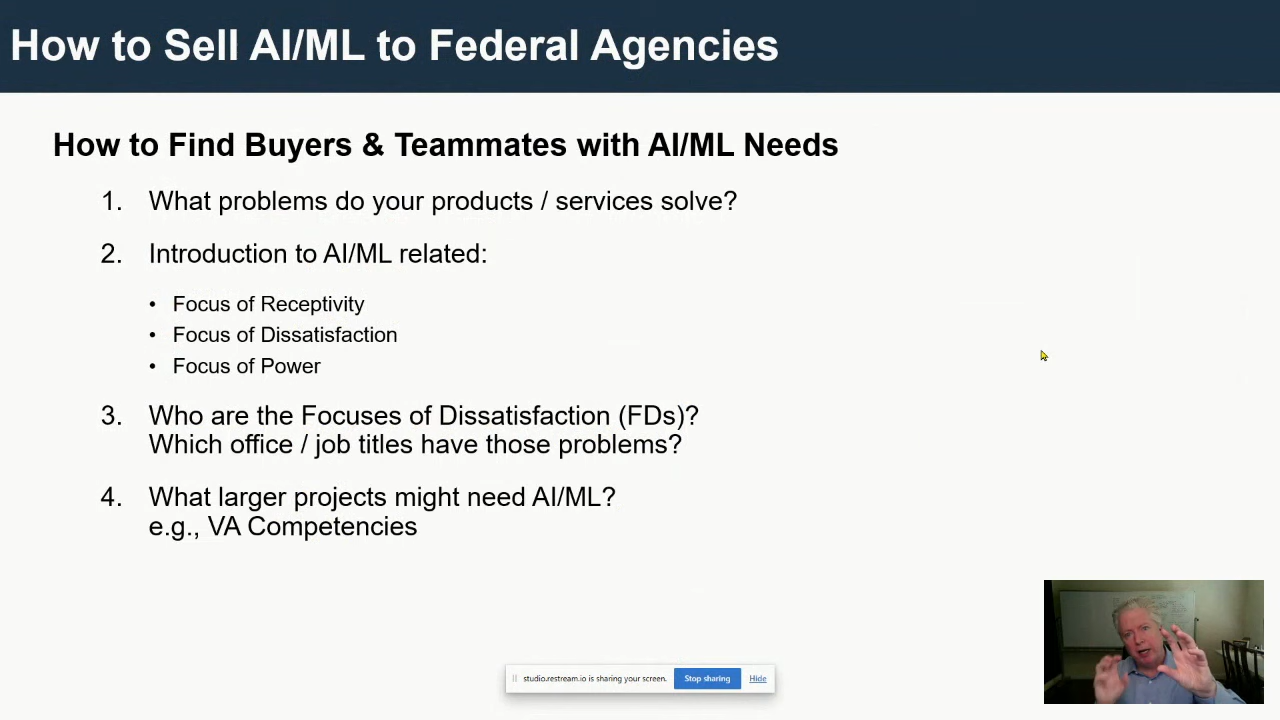 How to Sell AI/ML to Federal Agencies
How to Find Buyers & Teammates with AI/ML Needs
1. What problems do your products / services solve?
2. Introduction to AI/ML related:
• Focus of Receptivity
• Focus of Dissatisfaction
• Focus of Power
3. Who are the Focuses of Dissatisfaction (FDs)?
Which office / job titles have those problems?
4. What larger projects might need AI/ML?
e.g., VA Competencies
studio.restream.io is sharing your screen. Stop sharing Hide